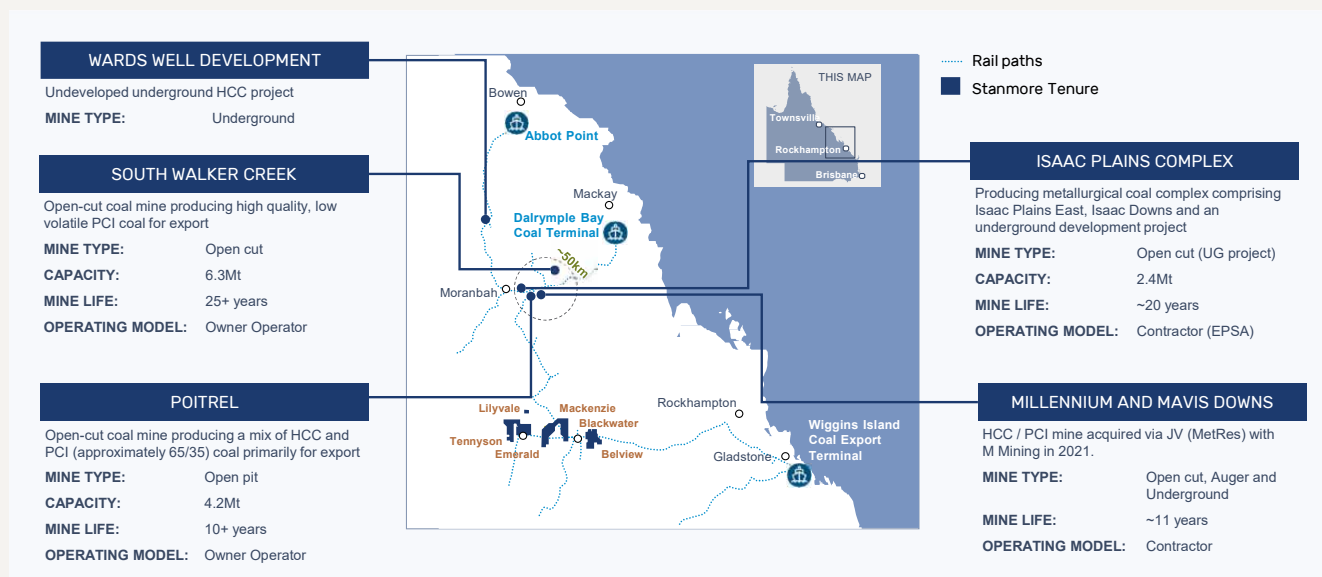 WARDS WELL DEVELOPMENT
Undeveloped underground HCC project
MINE TYPE: Underground
SOUTH WALKER CREEK
Open-cut coal mine producing high quality, low
volatile PCI coal for export
MINE TYPE: Open cut
CAPACITY: 6.3Mt
MINE LIFE: 25+ years
OPERATING MODEL: Owner Operator
POITREL
Open-cut coal mine producing a mix of HCC and
PCI (approximately 65/35) coal primarily for export
MINE TYPE: Open pit
CAPACITY: 4.2Mt
MINE LIFE: 10+ years
OPERATING MODEL: Owner Operator
Bowen
Abbot Point
Mackay
Dalrymple Bay
Coal Terminal
~50km
Moranbah
Lilyvale
Mackenzie
Blackwater
Tennyson
Emerald
Belview
Rockhampton
Gladstone
Wiggins Island
Coal Export
Terminal
THIS MAP
Townsville
Rockhampton
Brisbane
Rail paths
Stanmore Tenure
ISAAC PLAINS COMPLEX
Producing metallurgical coal complex comprising
Isaac Plains East, Isaac Downs and an
underground development project
MINE TYPE: Open cut (UG project)
CAPACITY: 2.4Mt
MINE LIFE: ~20 years
OPERATING MODEL: Contractor (EPSA)
MILLENNIUM AND MAVIS DOWNS
HCC / PCI mine acquired via JV (MetRes) with
M Mining in 2021.
MINE TYPE: Open cut, Auger and
Underground
MINE LIFE: ~11 years
OPERATING MODEL: Contractor